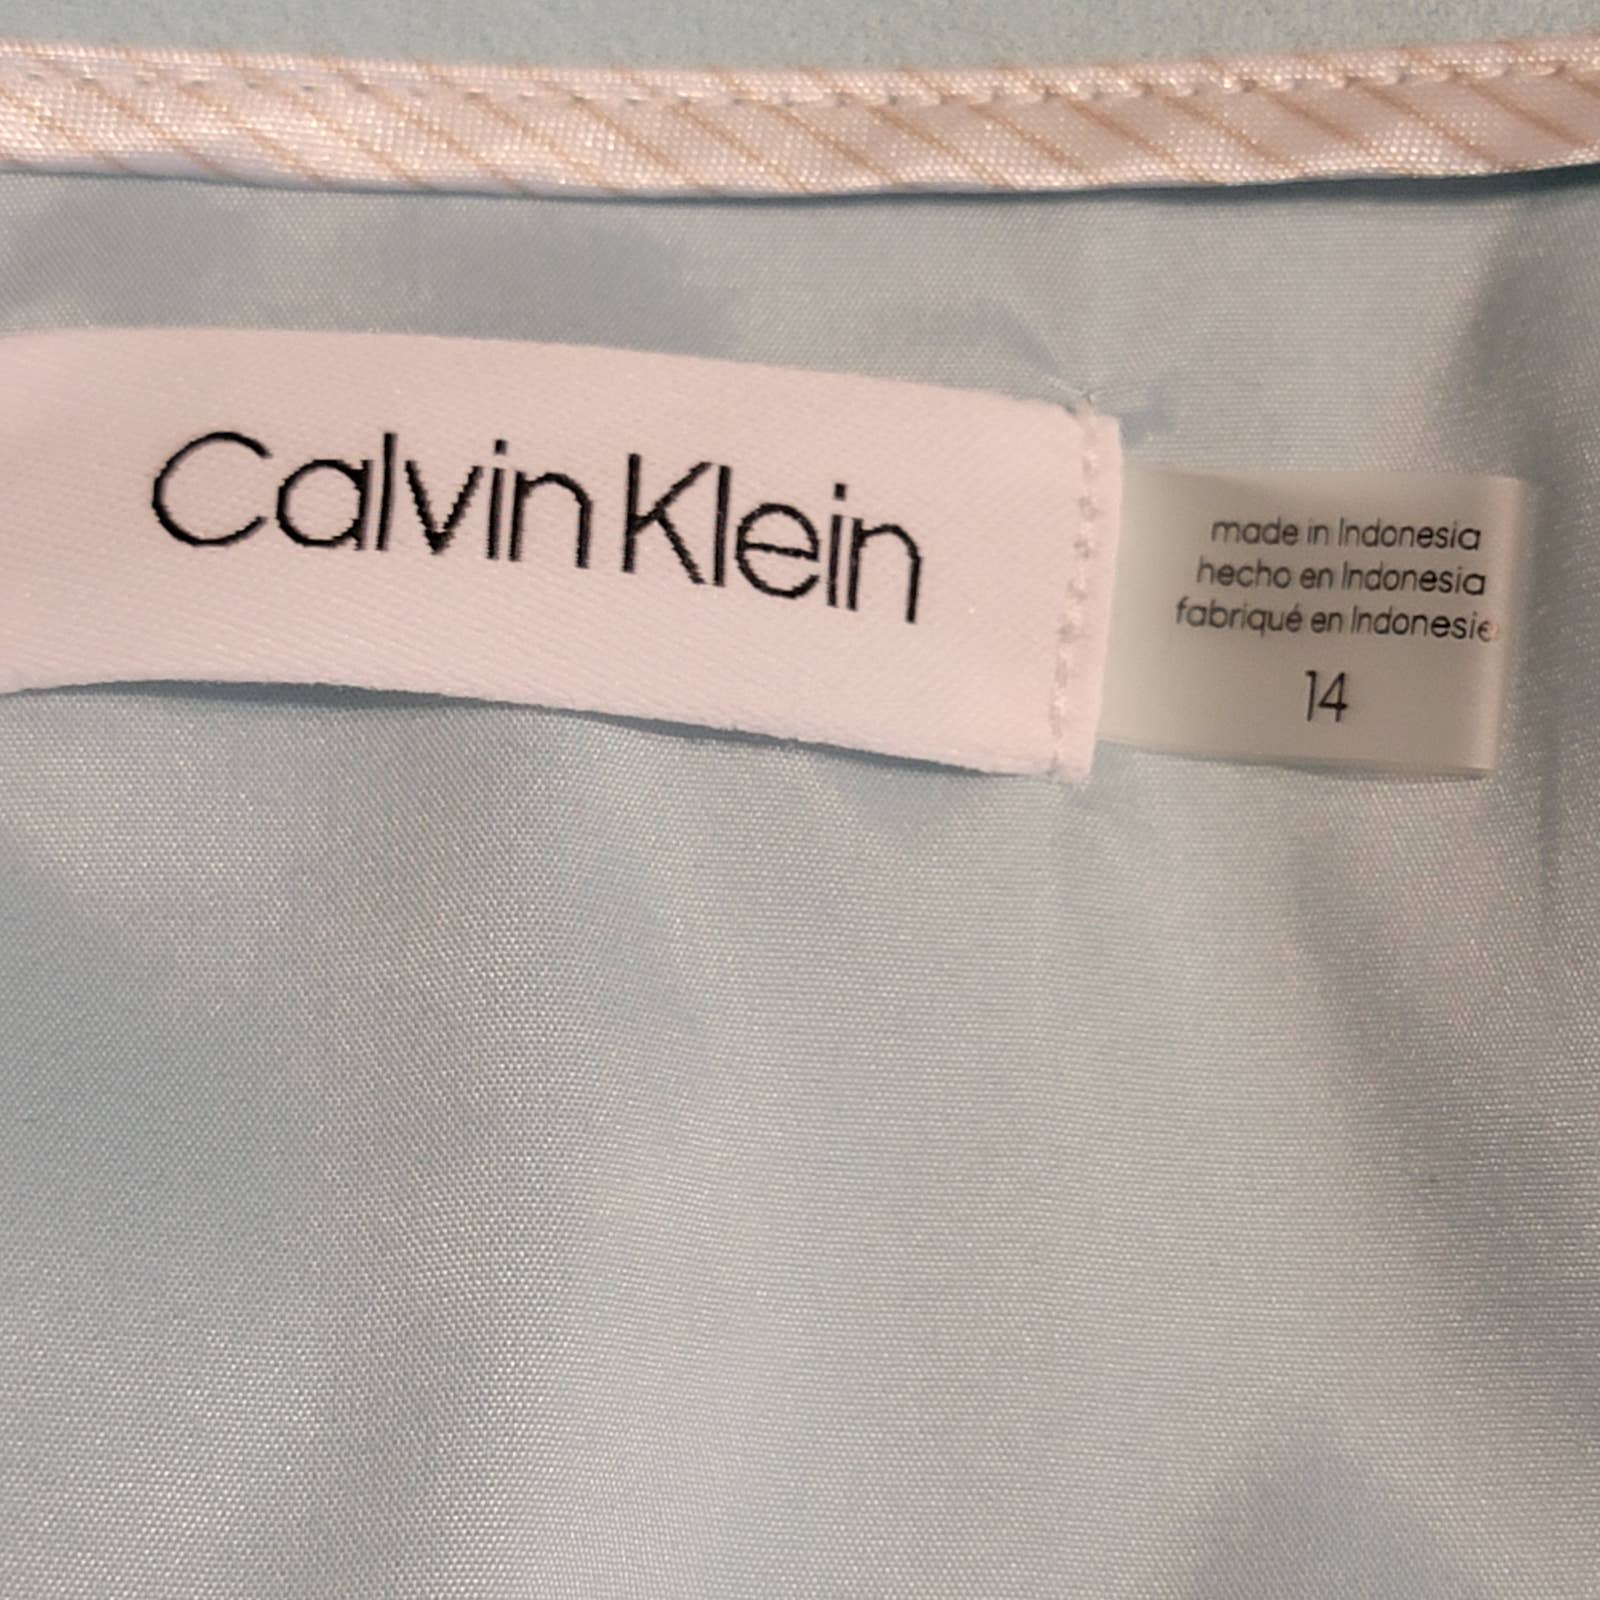 Calvin Klein
made in Indonesia
hecho en Indonesia
fabriqué en Indonesie
14